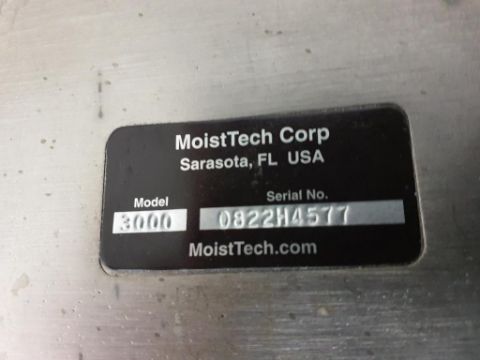 MoistTech Corp
Sarasota, FL USA
Model Serial No.
3000 0822H4577
MoistTech.com